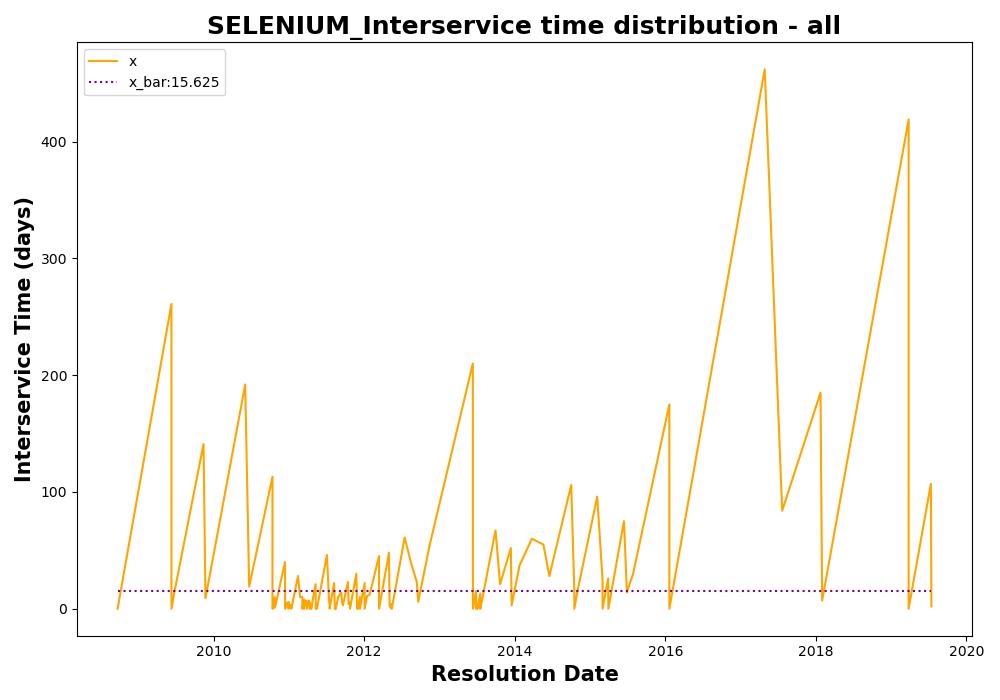 SELENIUM_Interservice time distribution - all
x
x_bar:15.625
Interservice Time (days)
400
300
200
100
0
2010
2012
2014
2016
2018
2020
Resolution Date